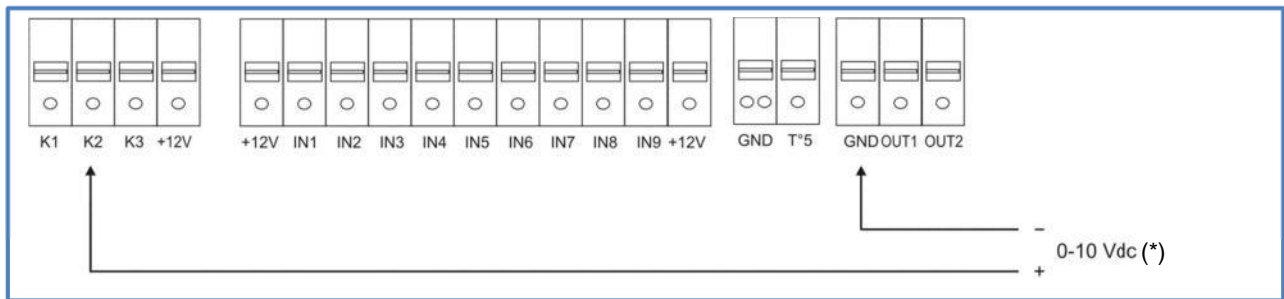 K1 K2 K3 +12V +12V IN1 IN2 IN3 IN4 IN5 IN6 IN7 IN8 IN9 +12V GND T°5 GND OUT1 OUT2
−
0-10 Vdc (*)
+